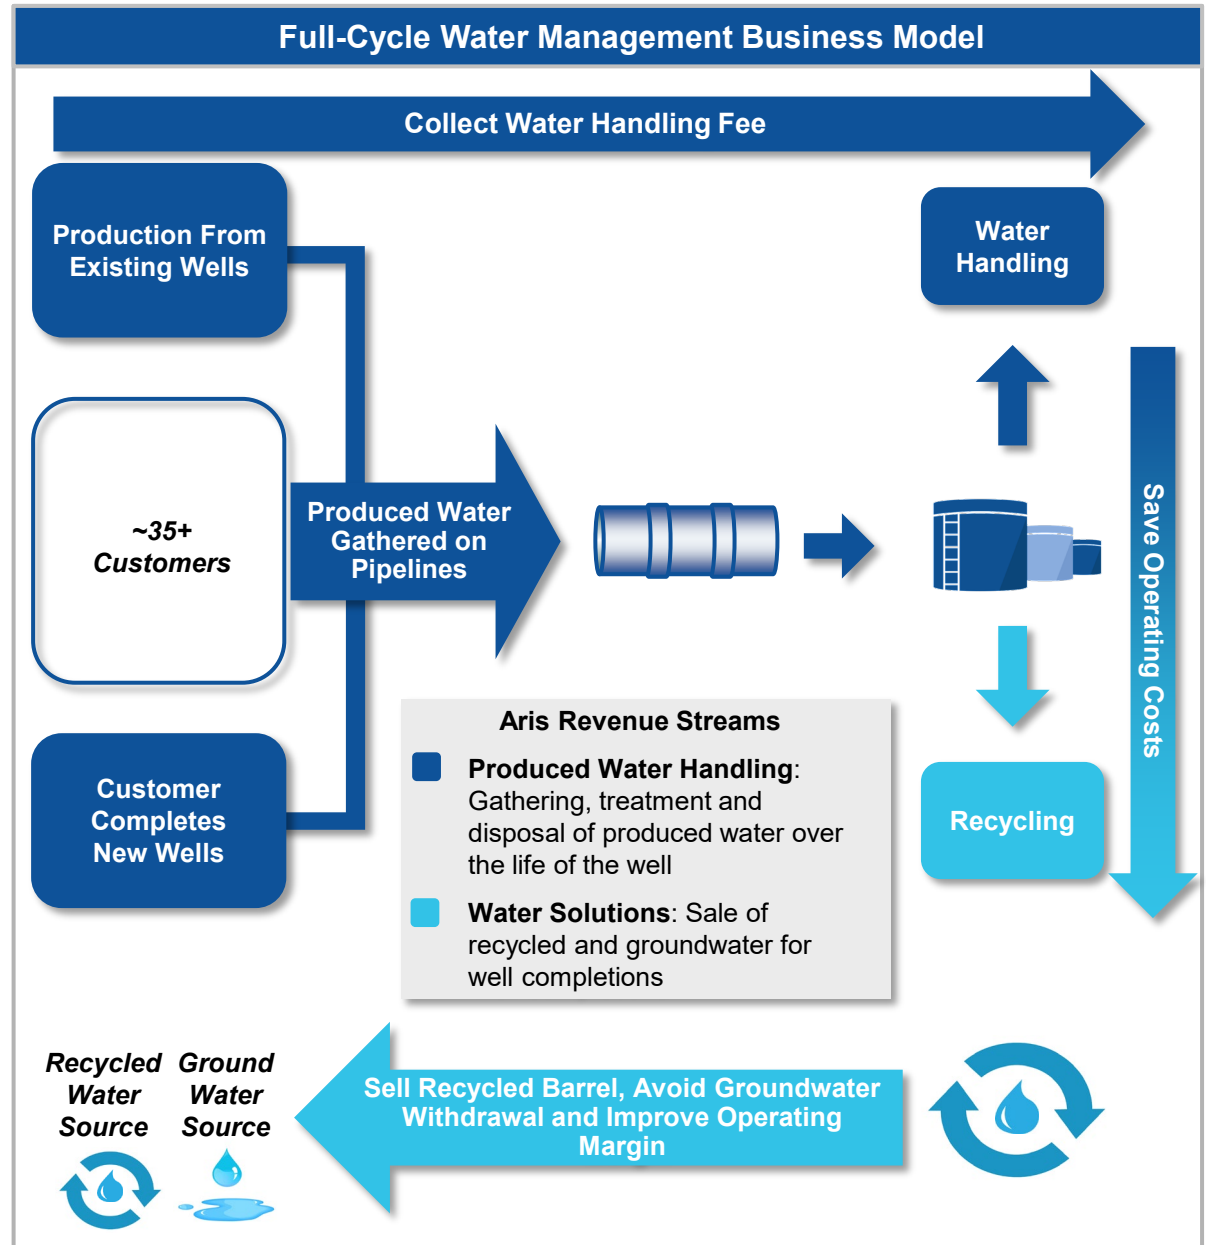 Full-Cycle Water Management Business Model
Collect Water Handling Fee
Production From
Existing Wells
Water
Handling
~35+
Customers
Produced Water
Gathered on
Pipelines
Save Operating Costs
Customer
Completes
New Wells
Aris Revenue Streams
Produced Water Handling:
Gathering, treatment and
disposal of produced water over
the life of the well
Water Solutions: Sale of
recycled and groundwater for
well completions
Recycling
Recycled
Water
Source
Ground
Water
Source
Sell Recycled Barrel, Avoid Groundwater
Withdrawal and Improve Operating
Margin